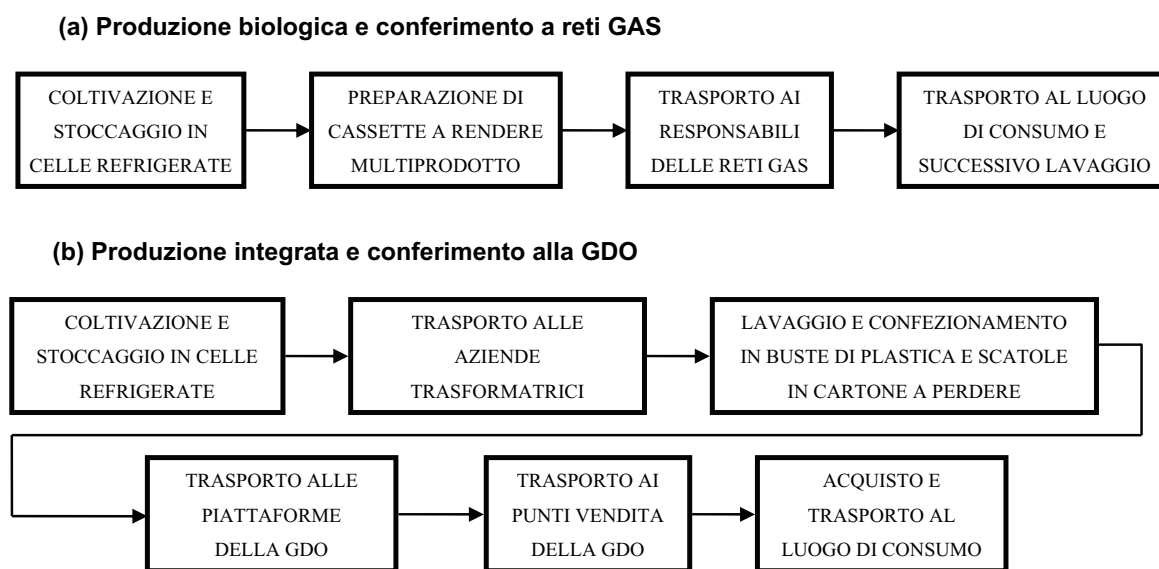 (a) Produzione biologica e conferimento a reti GAS
COLTIVAZIONE E
STOCCAGGIO IN
CELLE REFRIGERATE
PREPARAZIONE DI
CASSETTE A RENDERE
MULTIPRODOTTO
TRASPORTO AI
RESPONSABILI
DELLE RETI GAS
TRASPORTO AL LUOGO
DI CONSUMO E
SUCCESSIVO LAVAGGIO
(b) Produzione integrata e conferimento alla GDO
COLTIVAZIONE E
STOCCAGGIO IN CELLE
REFRIGERATE
TRASPORTO ALLE
AZIENDE
TRASFORMATRICI
LAVAGGIO E CONFEZIONAMENTO
IN BUSTE DI PLASTICA E SCATOLE
IN CARTONE A PERDERE
TRASPORTO ALLE
PIATTAFORME
DELLA GDO
TRASPORTO AI
PUNTI VENDITA
DELLA GDO
ACQUISTO E
TRASPORTO AL
LUOGO DI CONSUMO